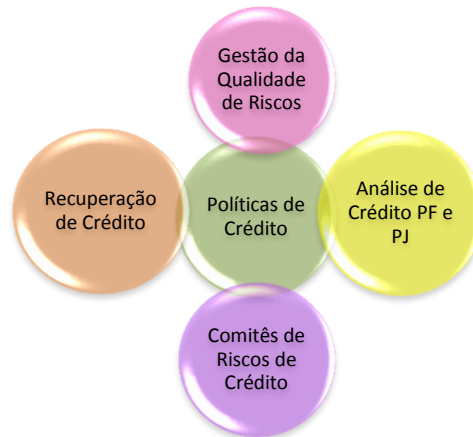 Gestão da
Qualidade
de Riscos
Recuperação
de Crédito
Políticas de
Crédito
Análise de
Crédito PF e
PJ
Comitês de
Riscos de
Crédito